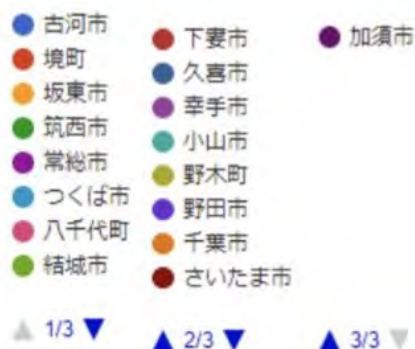 古河市
境町
坂東市
筑西市
常総市
つくば市
八千代町
結城市
1/3
下妻市
久喜市
幸手市
小山市
野木町
野田市
千葉市
さいたま市
2/3
加須市
3/3